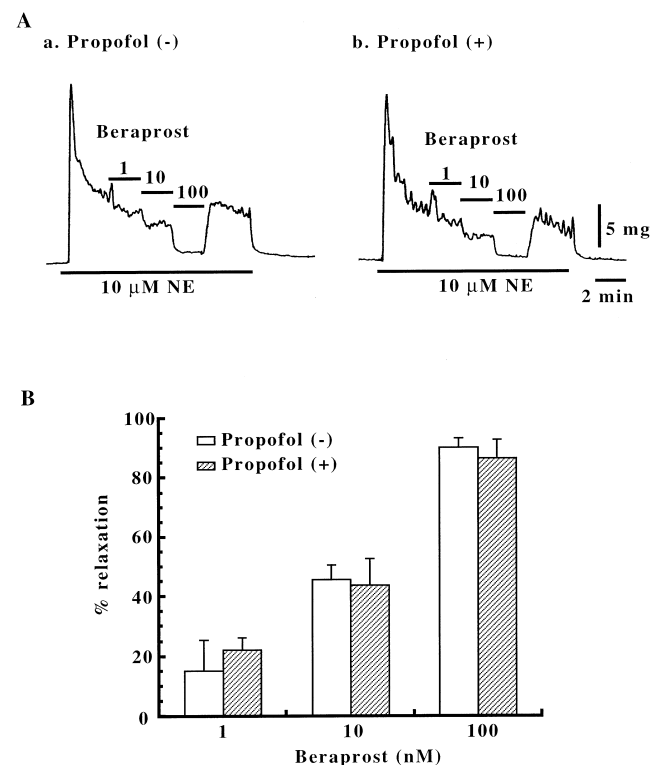 A
a. Propofol (-)
b. Propofol (+)
Beraprost
1
10
100
10 μM NE
Beraprost
1
10
100
10 μM NE
5 mg
2 min
B
Propofol (-)
Propofol (+)
% relaxation
100
80
60
40
20
0
1
10
100
Beraprost (nM)